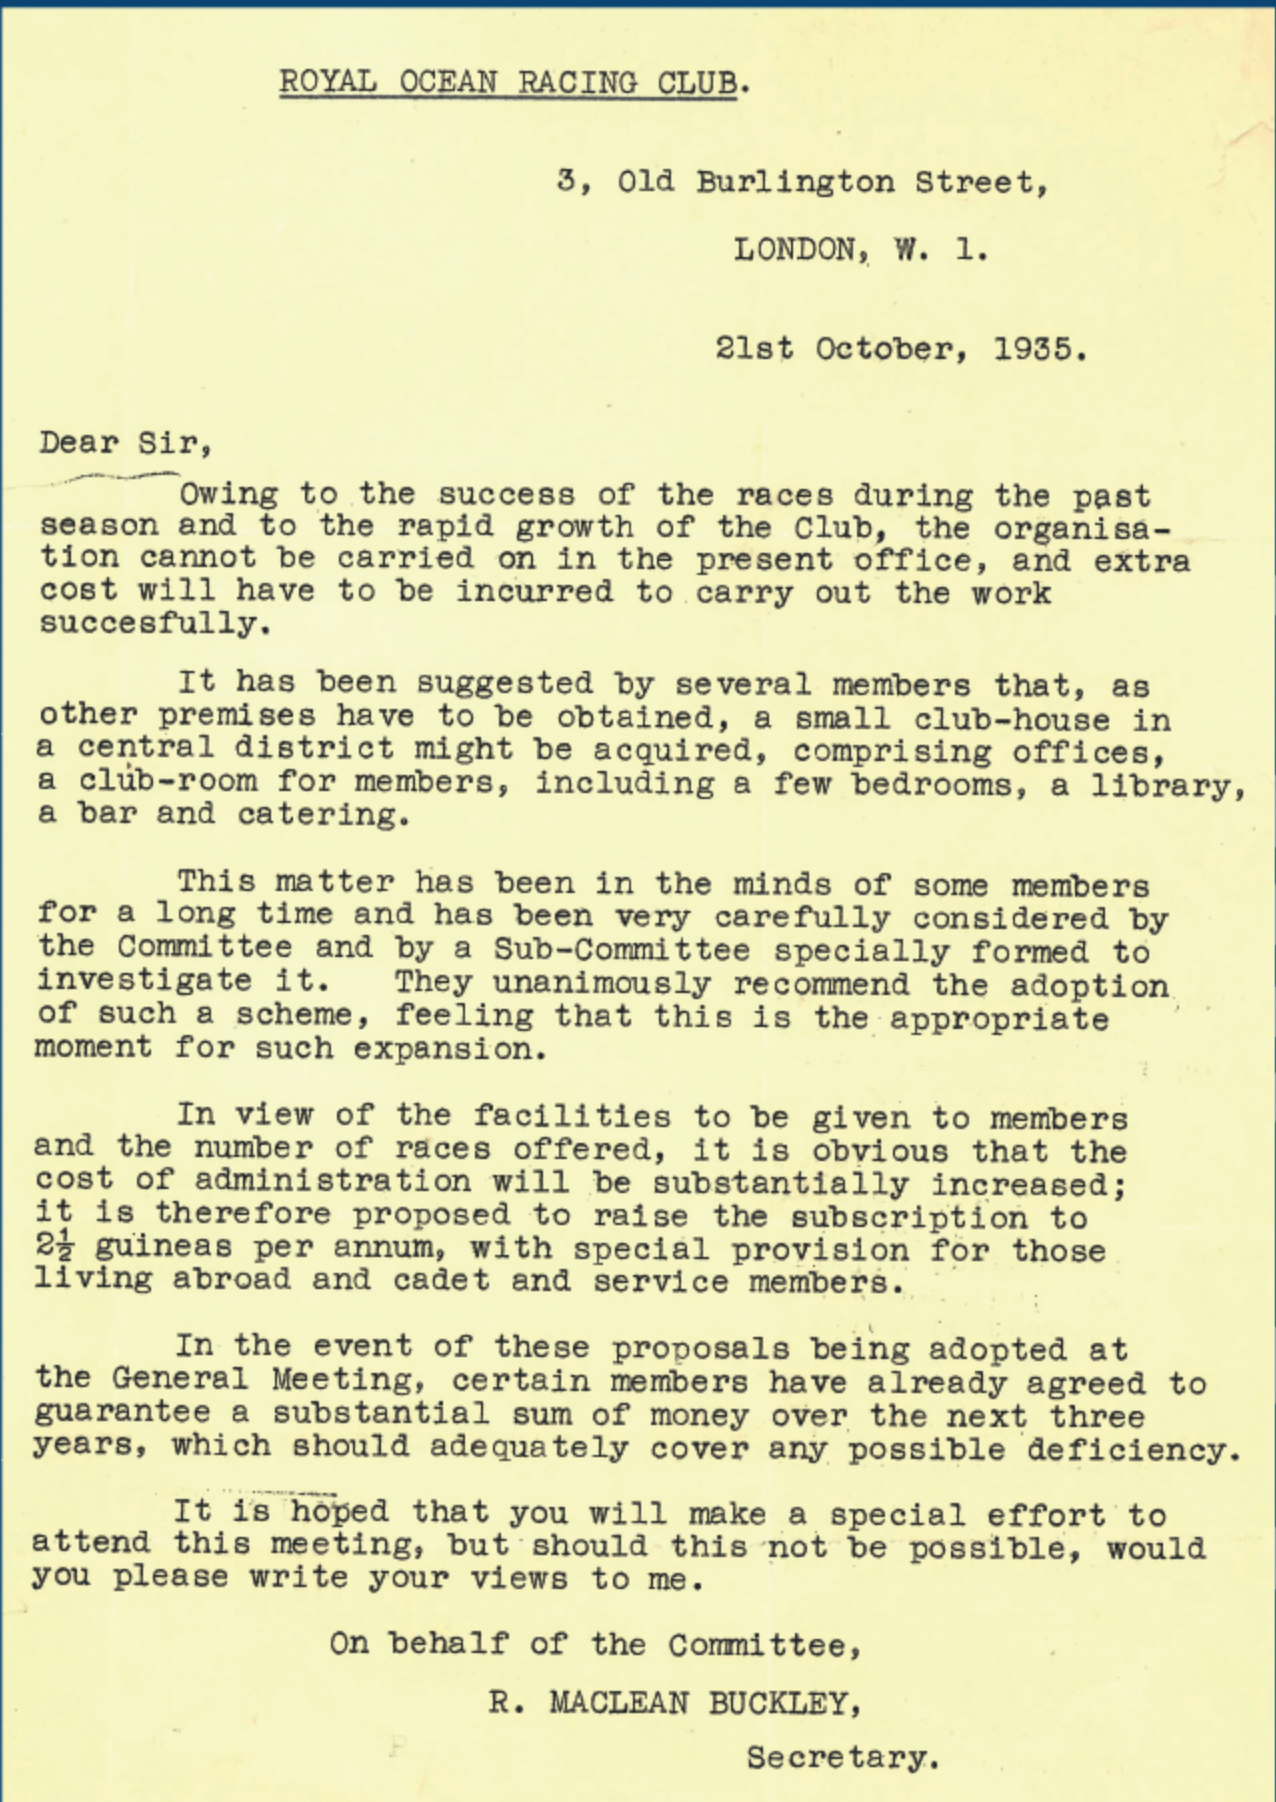 ROYAL OCEAN RACING CLUB.
3, Old Burlington Street,
LONDON, W. 1.
21st October, 1935.
Dear Sir,
Owing to the success of the races during the past
season and to the rapid growth of the Club, the organisa-
tion cannot be carried on in the present office, and extra
cost will have to be incurred to carry out the work
succesfully.
It has been suggested by several members that, as
other premises have to be obtained, a small club-house in
a central district might be acquired, comprising offices,
a club-room for members, including a few bedrooms, a library,
a bar and catering.
This matter has been in the minds of some members
for a long time and has been very carefully considered by
the Committee and by a Sub-Committee specially formed to
investigate it. They unanimously recommend the adoption
of such a scheme, feeling that this is the appropriate
moment for such expansion.
In view of the facilities to be given to members
and the number of races offered, it is obvious that the
cost of administration will be substantially increased;
it is therefore proposed to raise the subscription to
2½ guineas per annum, with special provision for those
living abroad and cadet and service members.
In the event of these proposals being adopted at
the General Meeting, certain members have already agreed to
guarantee a substantial sum of money over the next three
years, which should adequately cover any possible deficiency.
It is hoped that you will make a special effort to
attend this meeting, but should this not be possible, would
you please write your views to me.
On behalf of the Committee,
R. MACLEAN BUCKLEY,
Secretary.